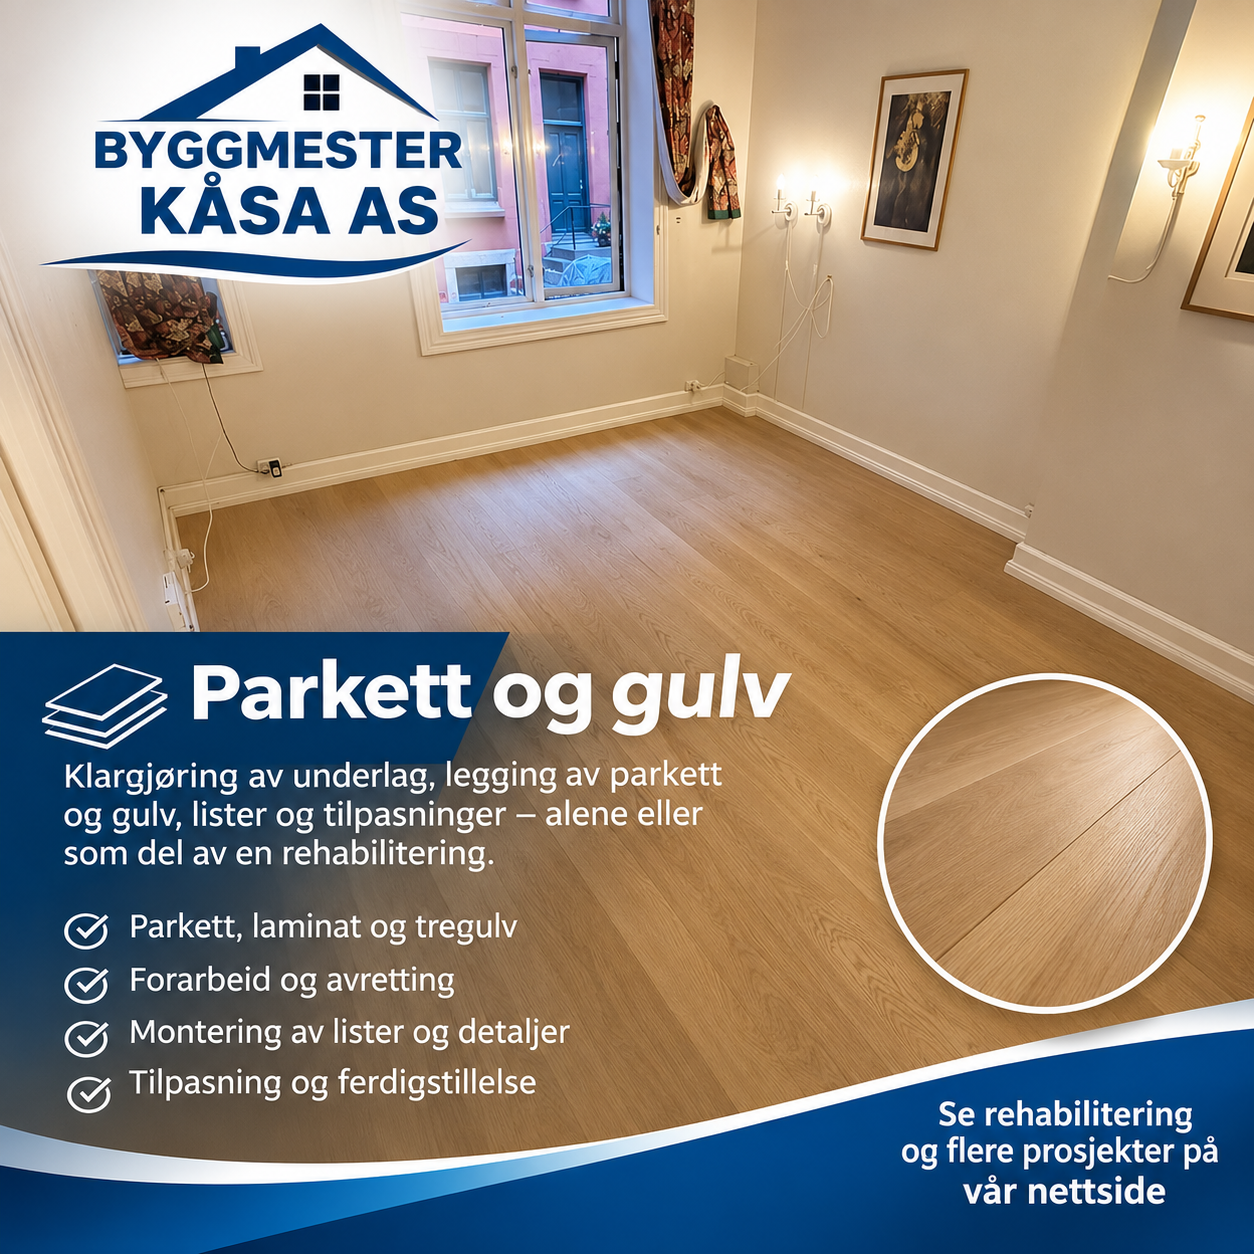 BYGGMESTER
KÅSA AS
Parkett og gulv
Klargjøring av underlag, legging av parkett
og gulv, lister og tilpasninger – alene eller
som del av en rehabilitering.
Parkett, laminat og tregulv
Forarbeid og avretting
Montering av lister og detaljer
Tilpasning og ferdigstillelse
Se rehabilitering
og flere prosjekter på
vår nettside